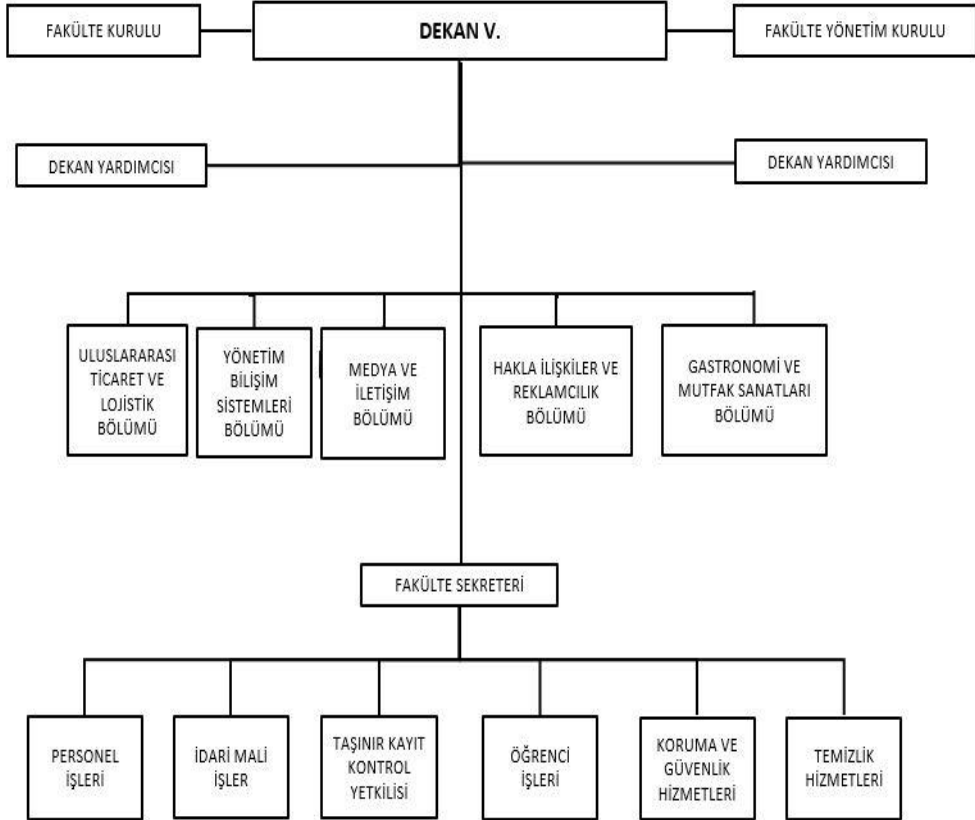 FAKÜLTE KURULU
DEKAN V.
FAKÜLTE YÖNETİM KURULU
DEKAN YARDIMCISI
DEKAN YARDIMCISI
ULUSLARARASI
TİCARET VE
LOJİSTİK
BÖLÜMÜ
YÖNETİM
BİLİŞİM
SİSTEMLERİ
BÖLÜMÜ
MEDYA VE
İLETİŞİM
BÖLÜMÜ
HAKLA İLİŞKİLER VE
REKLAMCILIK
BÖLÜMÜ
GASTRONOMİ VE
MUTFAK SANATLARI
BÖLÜMÜ
FAKÜLTE SEKRETERİ
PERSONEL
İŞLERİ
İDARİ MALİ
İŞLER
TAŞINIR KAYIT
KONTROL
YETKİLİSİ
ÖĞRENCİ
İŞLERİ
KORUMA VE
GÜVENLİK
HİZMETLERİ
TEMİZLİK
HİZMETLERİ